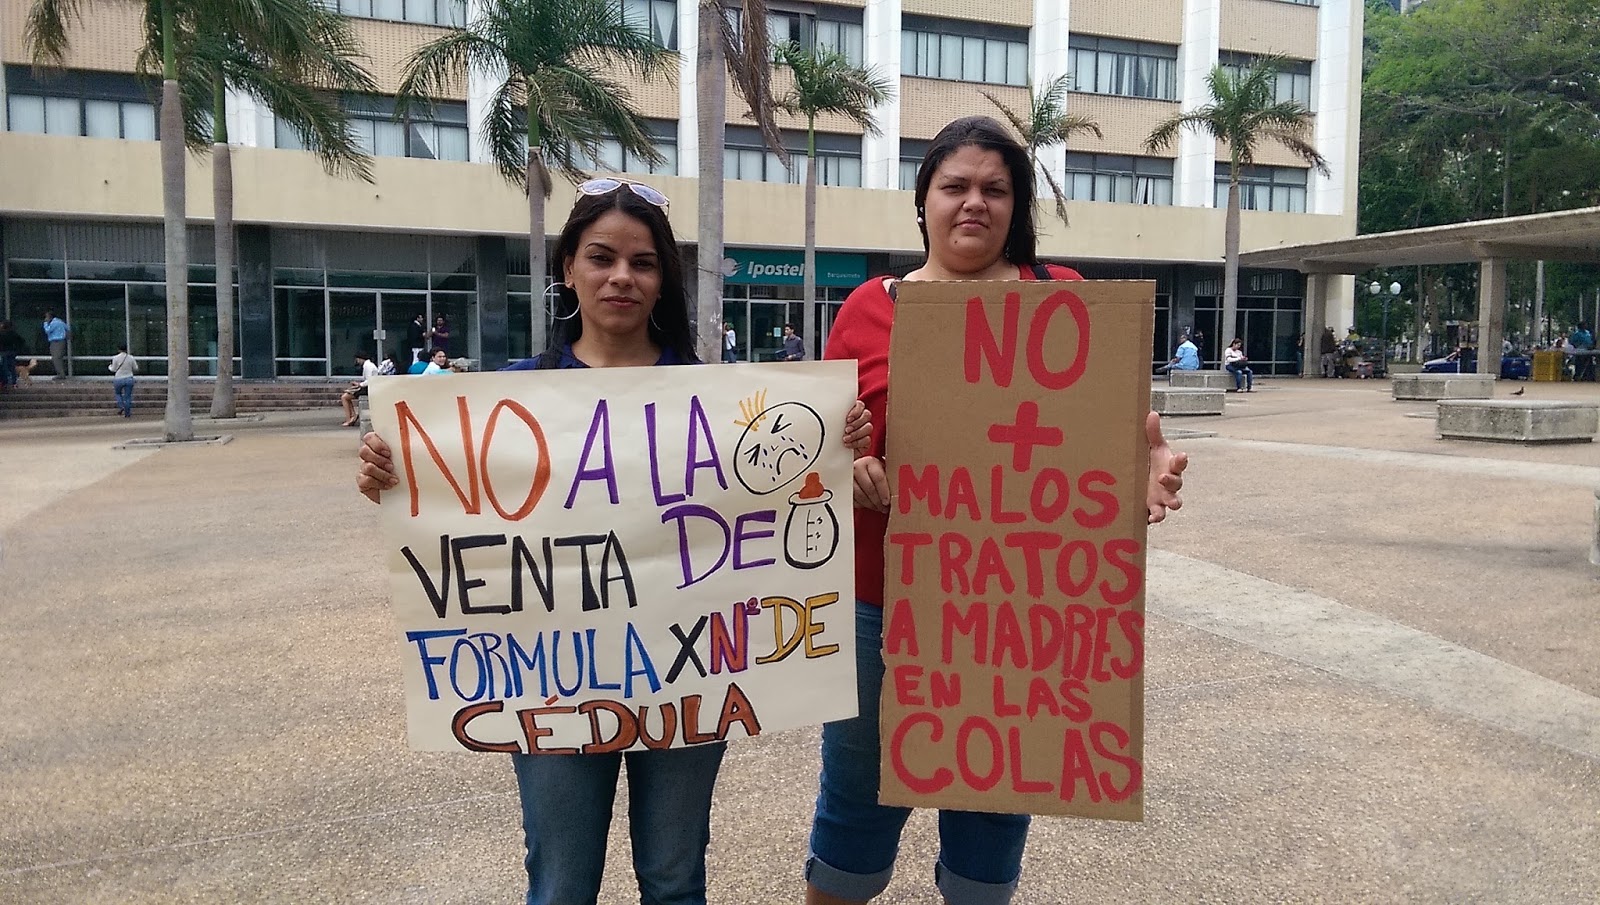 Ipostel
Barquisimeto
NO A LA
VENTA DE
FORMULA X Nº DE
CÉDULA
NO
+
MALOS
TRATOS
A MADRES
EN LAS
COLAS